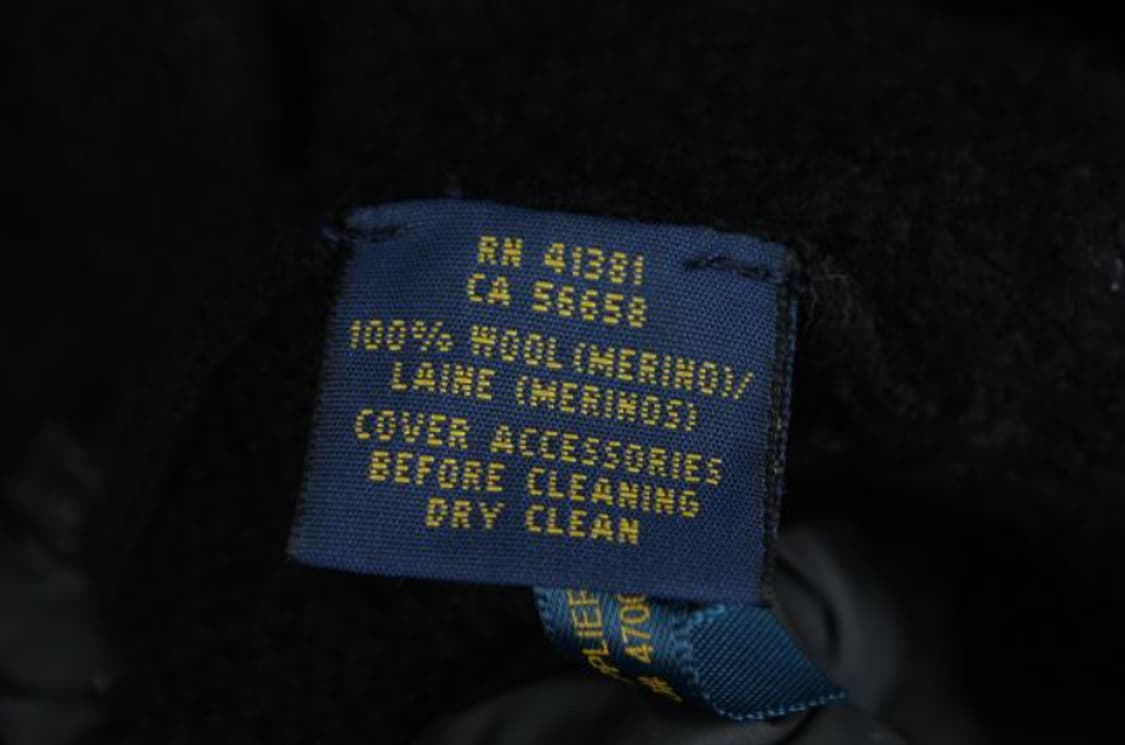 RN 41381
CA 56658
100% WOOL (MERINO)/
LAINE (MERINOS)
COVER ACCESSORIES
BEFORE CLEANING
DRY CLEAN